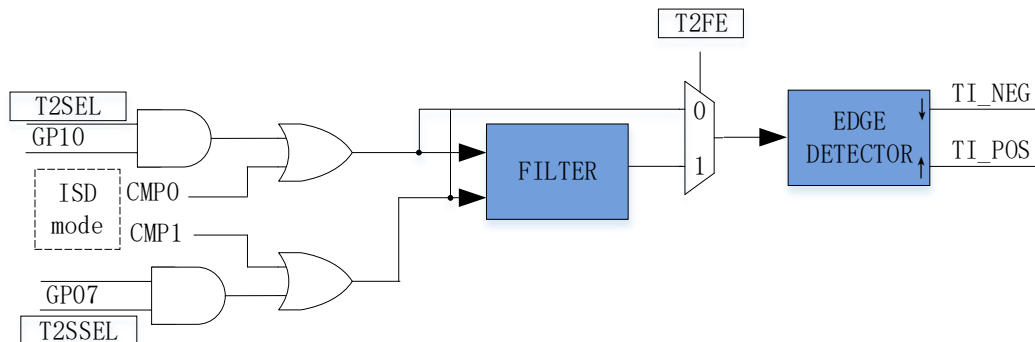 T2FE
T2SEL
GP10
0
EDGE
DETECTOR
TI_NEG
TI_POS
FILTER
1
ISD
mode
CMP0
CMP1
GP07
T2SSEL